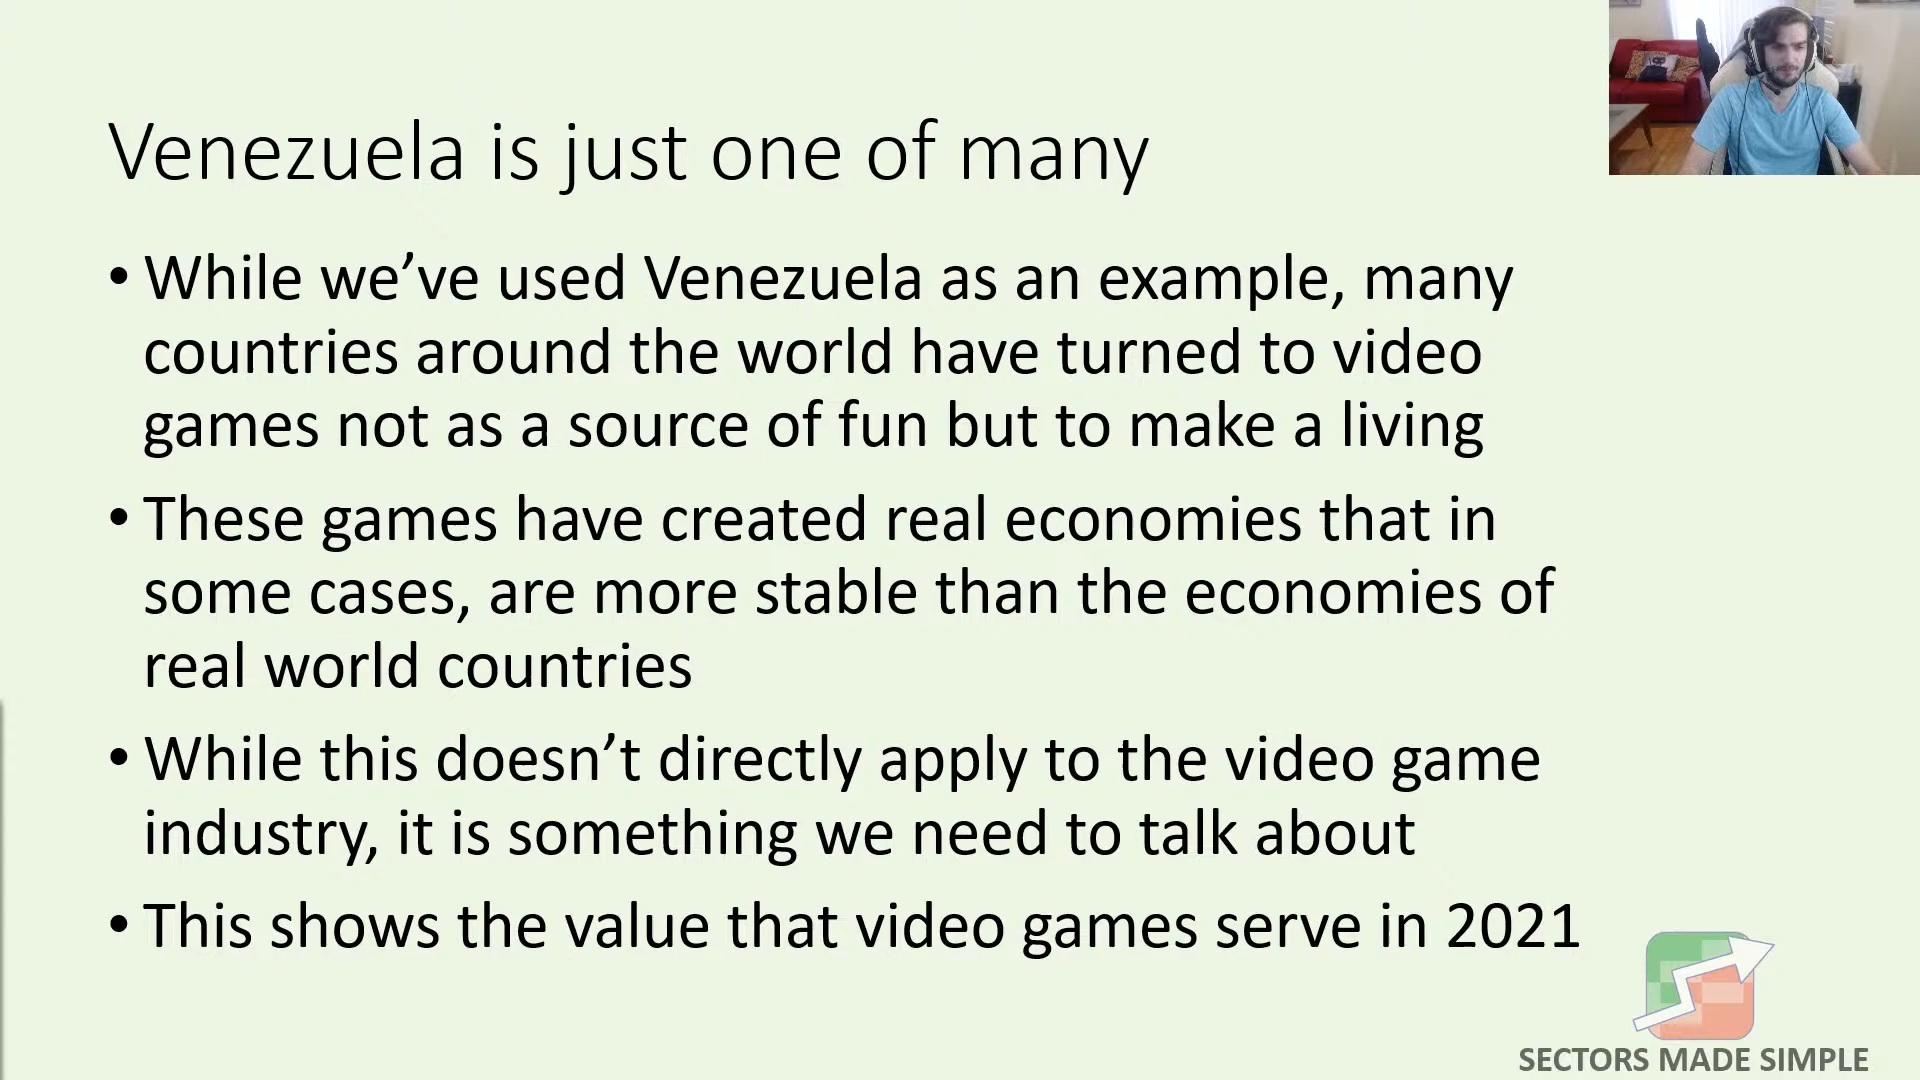 Venezuela is just one of many
• While we’ve used Venezuela as an example, many
countries around the world have turned to video
games not as a source of fun but to make a living
• These games have created real economies that in
some cases, are more stable than the economies of
real world countries
• While this doesn’t directly apply to the video game
industry, it is something we need to talk about
• This shows the value that video games serve in 2021
SECTORS MADE SIMPLE